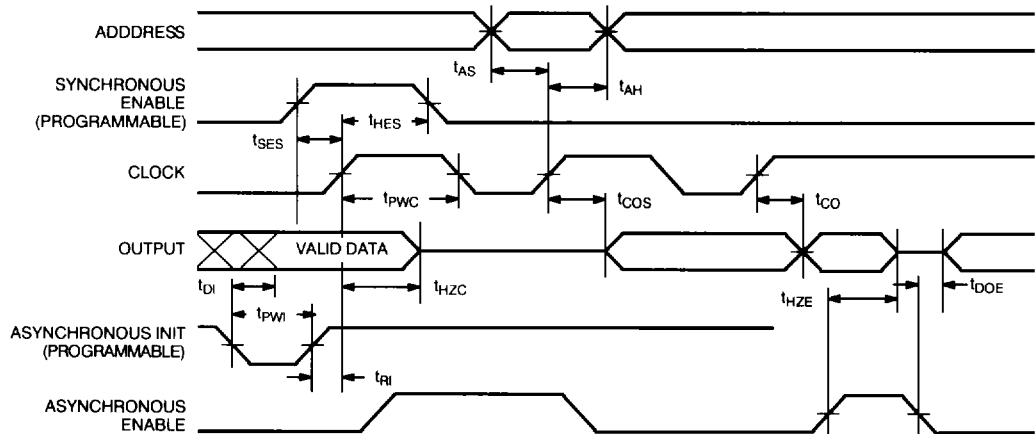 ADDDRESS
tAS
tAH
SYNCHRONOUS
ENABLE
(PROGRAMMABLE)
tSES
tHES
CLOCK
tPWC
tCOS
tCO
OUTPUT
VALID DATA
tDI
tHZC
tHZE
tDOE
tPWI
ASYNCHRONOUS INIT
(PROGRAMMABLE)
tRI
ASYNCHRONOUS
ENABLE